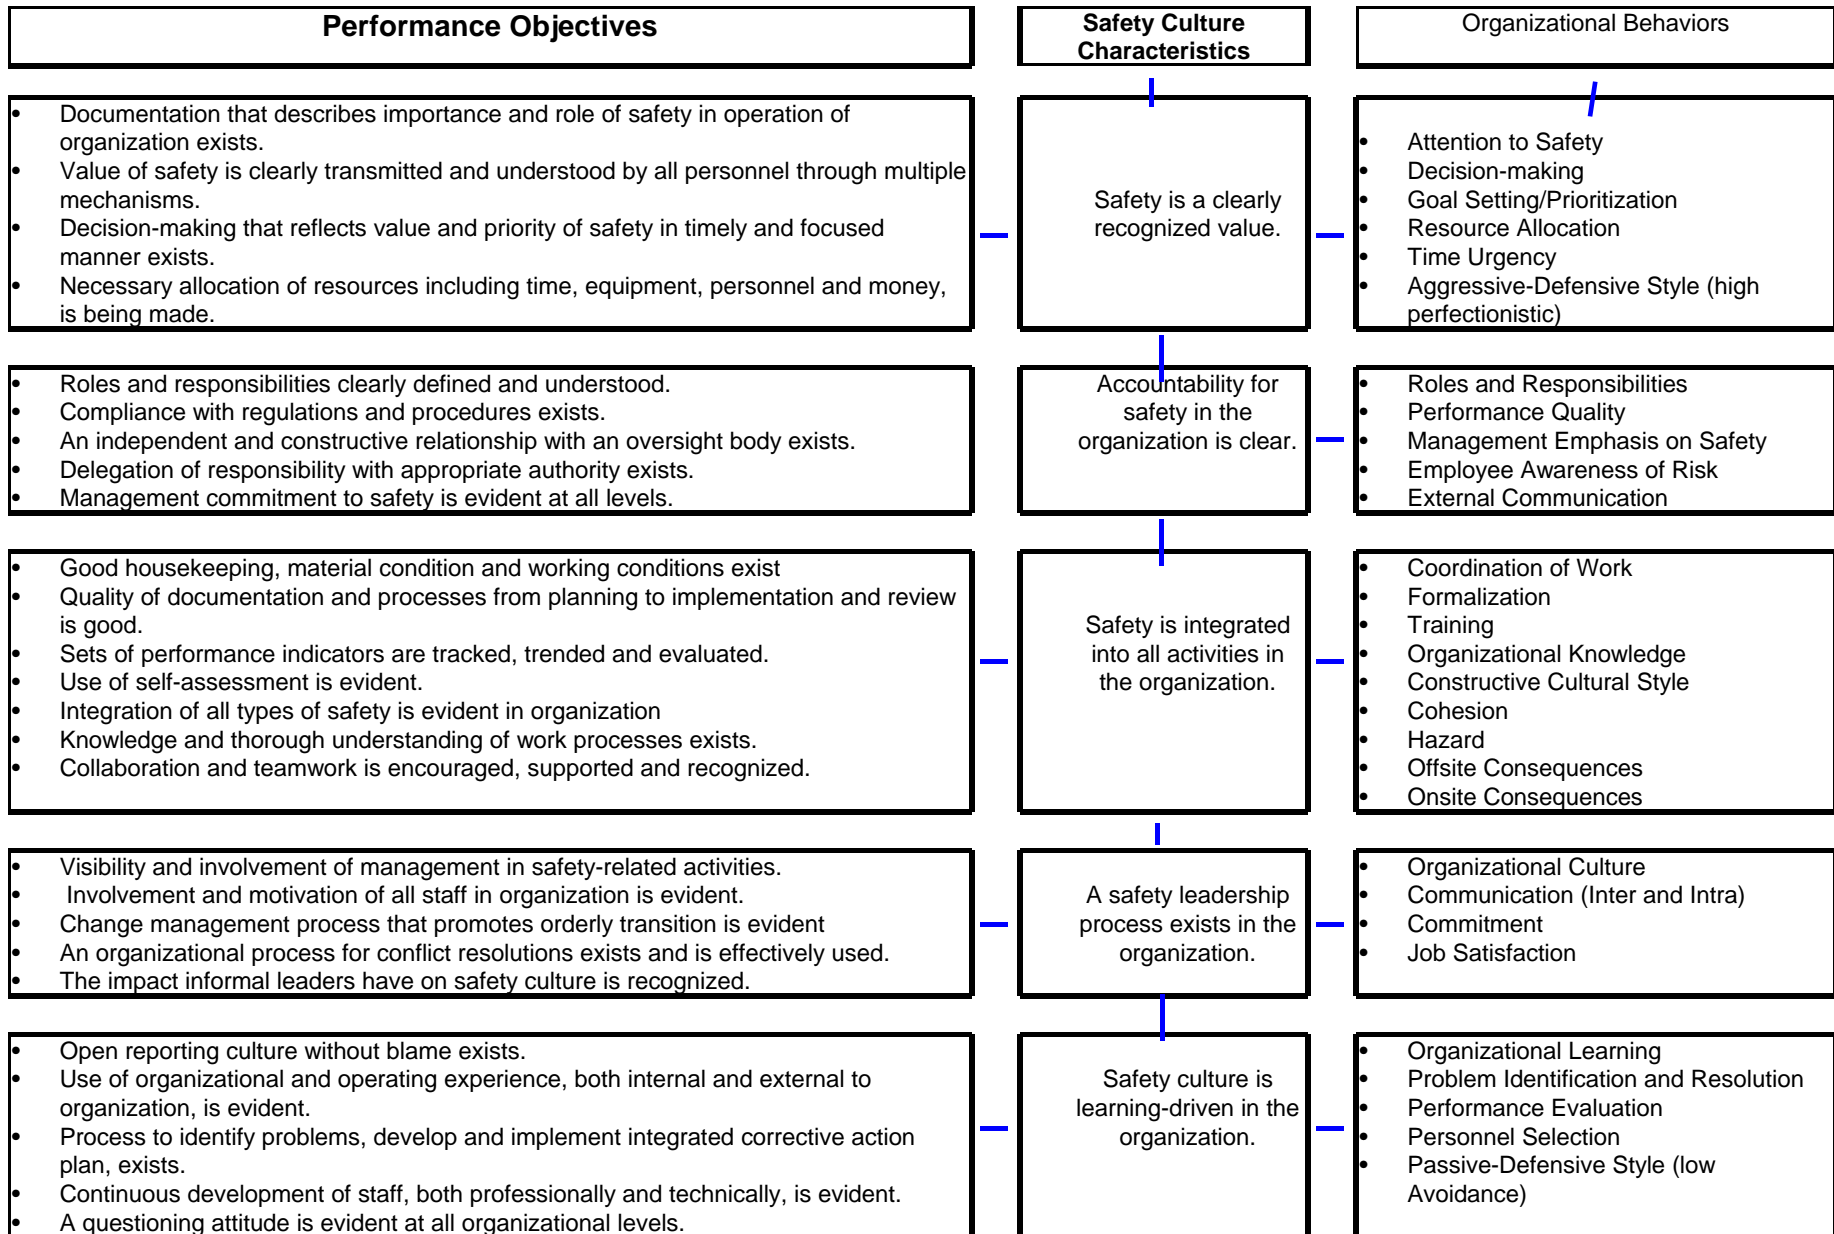 Performance Objectives
Safety Culture
Characteristics
Organizational Behaviors
• Documentation that describes importance and role of safety in operation of
organization exists.
• Value of safety is clearly transmitted and understood by all personnel through multiple
mechanisms.
• Decision-making that reflects value and priority of safety in timely and focused
manner exists.
• Necessary allocation of resources including time, equipment, personnel and money,
is being made.
Safety is a clearly
recognized value.
• Attention to Safety
• Decision-making
• Goal Setting/Prioritization
• Resource Allocation
• Time Urgency
• Aggressive-Defensive Style (high
perfectionistic)
• Roles and responsibilities clearly defined and understood.
• Compliance with regulations and procedures exists.
• An independent and constructive relationship with an oversight body exists.
• Delegation of responsibility with appropriate authority exists.
• Management commitment to safety is evident at all levels.
Accountability for
safety in the
organization is clear.
• Roles and Responsibilities
• Performance Quality
• Management Emphasis on Safety
• Employee Awareness of Risk
• External Communication
• Good housekeeping, material condition and working conditions exist
• Quality of documentation and processes from planning to implementation and review
is good.
• Sets of performance indicators are tracked, trended and evaluated.
• Use of self-assessment is evident.
• Integration of all types of safety is evident in organization
• Knowledge and thorough understanding of work processes exists.
• Collaboration and teamwork is encouraged, supported and recognized.
Safety is integrated
into all activities in
the organization.
• Coordination of Work
• Formalization
• Training
• Organizational Knowledge
• Constructive Cultural Style
• Cohesion
• Hazard
• Offsite Consequences
• Onsite Consequences
• Visibility and involvement of management in safety-related activities.
• Involvement and motivation of all staff in organization is evident.
• Change management process that promotes orderly transition is evident
• An organizational process for conflict resolutions exists and is effectively used.
• The impact informal leaders have on safety culture is recognized.
A safety leadership
process exists in the
organization.
• Organizational Culture
• Communication (Inter and Intra)
• Commitment
• Job Satisfaction
• Open reporting culture without blame exists.
• Use of organizational and operating experience, both internal and external to
organization, is evident.
• Process to identify problems, develop and implement integrated corrective action
plan, exists.
• Continuous development of staff, both professionally and technically, is evident.
• A questioning attitude is evident at all organizational levels.
Safety culture is
learning-driven in the
organization.
• Organizational Learning
• Problem Identification and Resolution
• Performance Evaluation
• Personnel Selection
• Passive-Defensive Style (low
Avoidance)